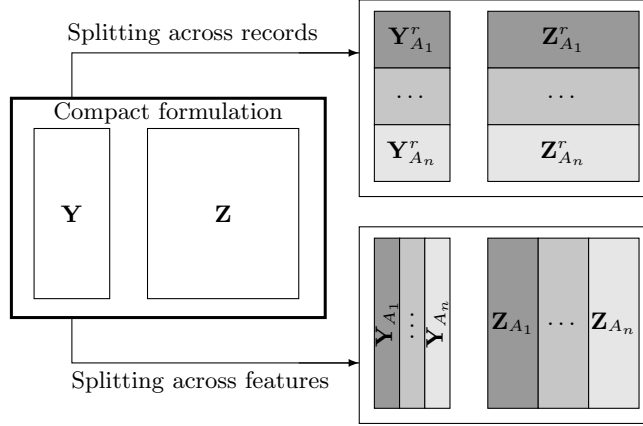 Splitting across records
Compact formulation
Y Z
Splitting across features
Y^r_{A_1} Z^r_{A_1}
... ...
Y^r_{A_n} Z^r_{A_n}
Y_{A_1} ... Y_{A_n} Z_{A_1} ... Z_{A_n}